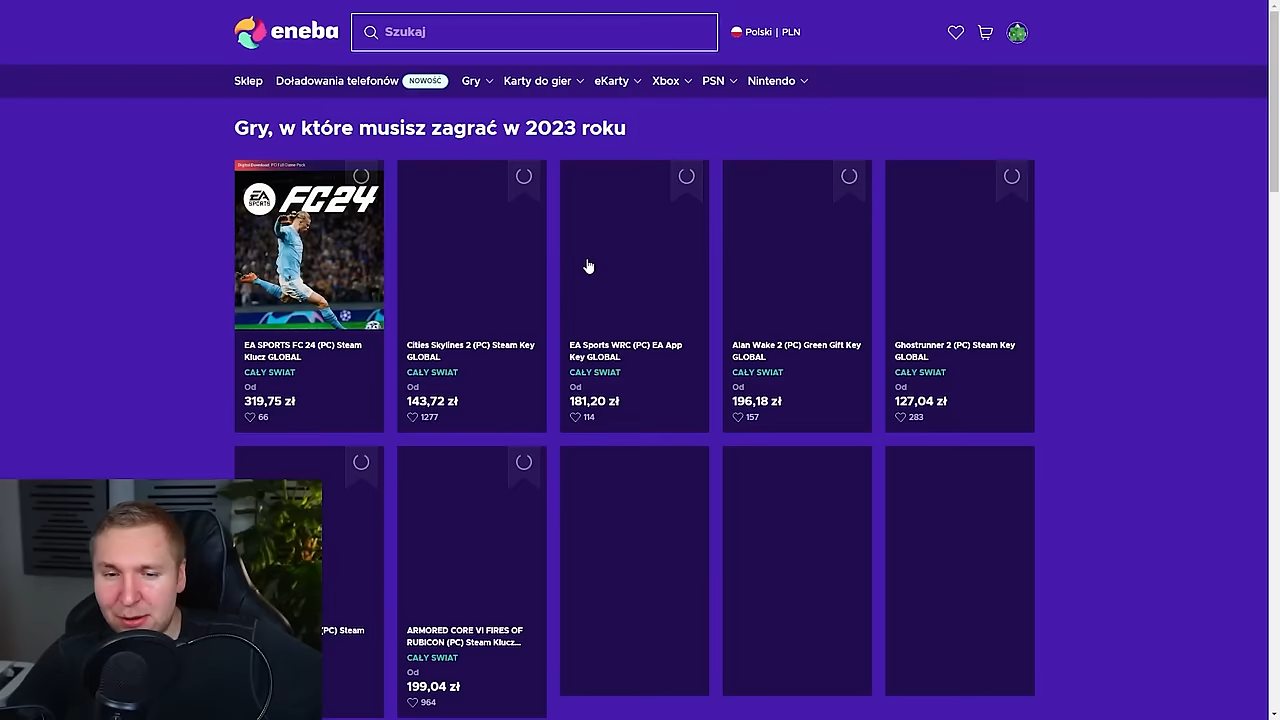 eneba
Szukaj
Polski | PLN
Sklep
Doładowania telefonów NOWOŚĆ
Gry
Karty do gier
eKarty
Xbox
PSN
Nintendo
Gry, w które musisz zagrać w 2023 roku
EA SPORTS FC24
EA SPORTS FC 24 (PC) Steam
Klucz GLOBAL
CAŁY ŚWIAT
Od
319,75 zł
66
Cities Skylines 2 (PC) Steam Key
GLOBAL
CAŁY ŚWIAT
Od
143,72 zł
1277
EA Sports WRC (PC) EA App
Key GLOBAL
CAŁY ŚWIAT
Od
181,20 zł
114
Alan Wake 2 (PC) Green Gift Key
GLOBAL
CAŁY ŚWIAT
Od
196,18 zł
157
Ghostrunner 2 (PC) Steam Key
GLOBAL
CAŁY ŚWIAT
Od
127,04 zł
283
(PC) Steam
ARMORED CORE VI FIRES OF
RUBICON (PC) Steam Klucz...
CAŁY ŚWIAT
Od
199,04 zł
964